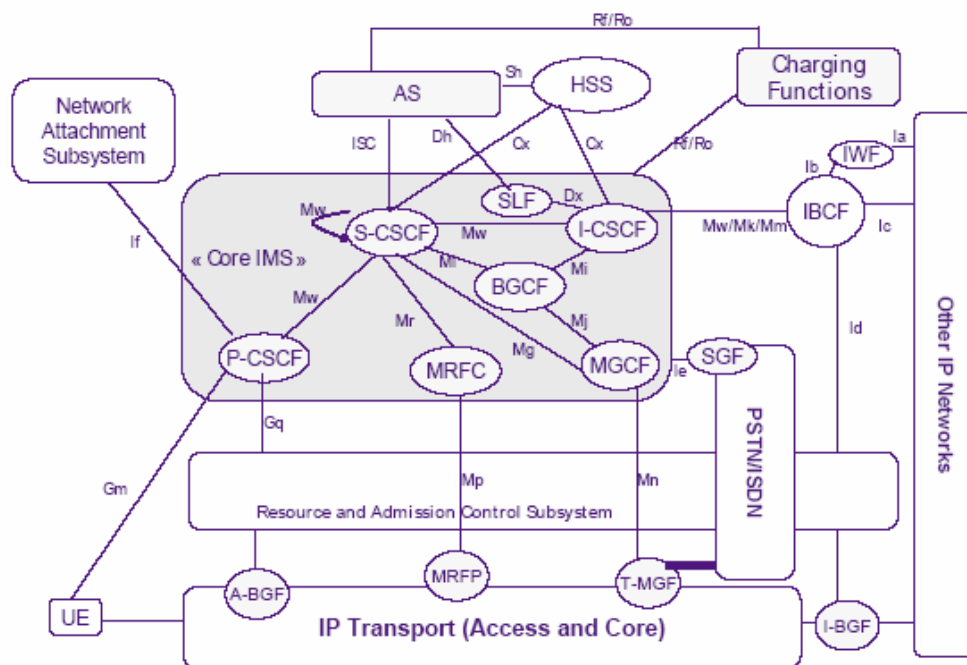 Rf/Ro
Network
Attachment
Subsystem
AS
Sh
HSS
Charging
Functions
ISC
Dh
Cx
Cx
Rf/Ro
Ia
IWF
Ib
IBCF
Ic
Mw/Mk/Mm
If
Mw
SLF
Dx
S-CSCF
Mw
I-CSCF
« Core IMS »
Mi
Mi
BGCF
Mw
Mr
Mj
Mg
Id
P-CSCF
MRFC
MGCF
Ie
SGF
Other IP Networks
PSTN/ISDN
Gq
Gm
Mp
Mn
Resource and Admission Control Subsystem
A-BGF
MRFP
T-MGF
UE
IP Transport (Access and Core)
I-BGF